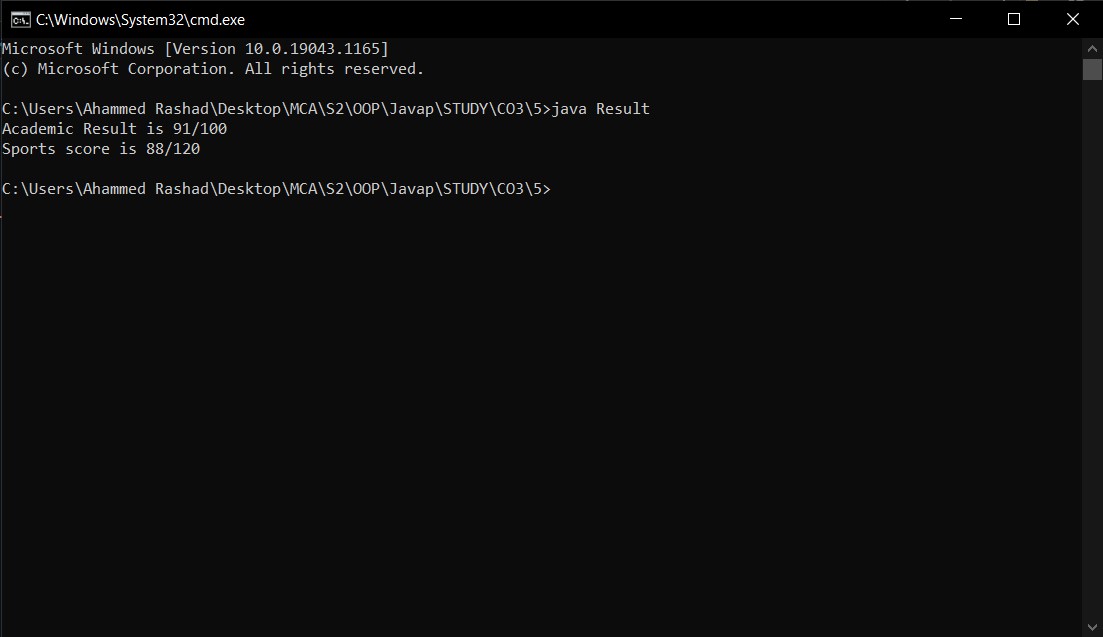 C:\Windows\System32\cmd.exe
Microsoft Windows [Version 10.0.19043.1165]
(c) Microsoft Corporation. All rights reserved.
C:\Users\Ahammed Rashad\Desktop\MCA\S2\OOP\Javap\STUDY\CO3\5>java Result
Academic Result is 91/100
Sports score is 88/120
C:\Users\Ahammed Rashad\Desktop\MCA\S2\OOP\Javap\STUDY\CO3\5>